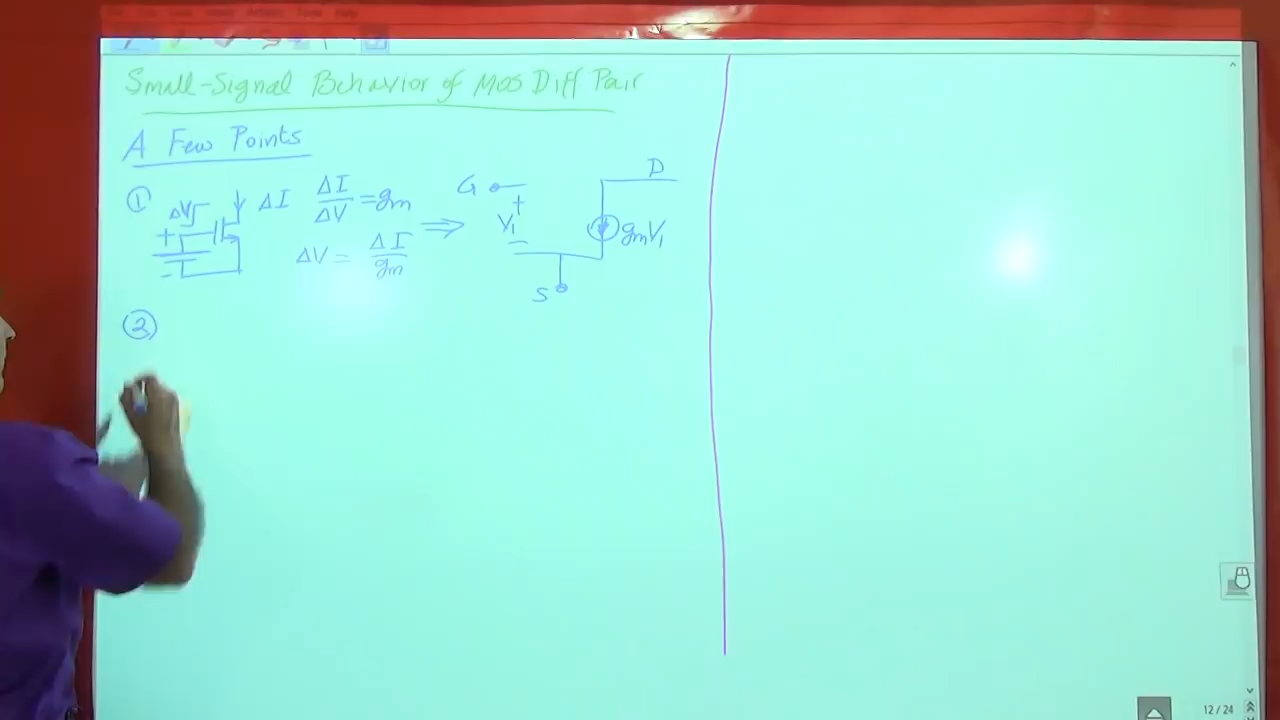 Small-Signal Behavior of MOS Diff Pair
A Few Points
① ΔV ΔI ΔI/ΔV = gm ⇒ G D
+ + V1 − gmV1
− ΔV = ΔI/gm
S
②
12 / 24